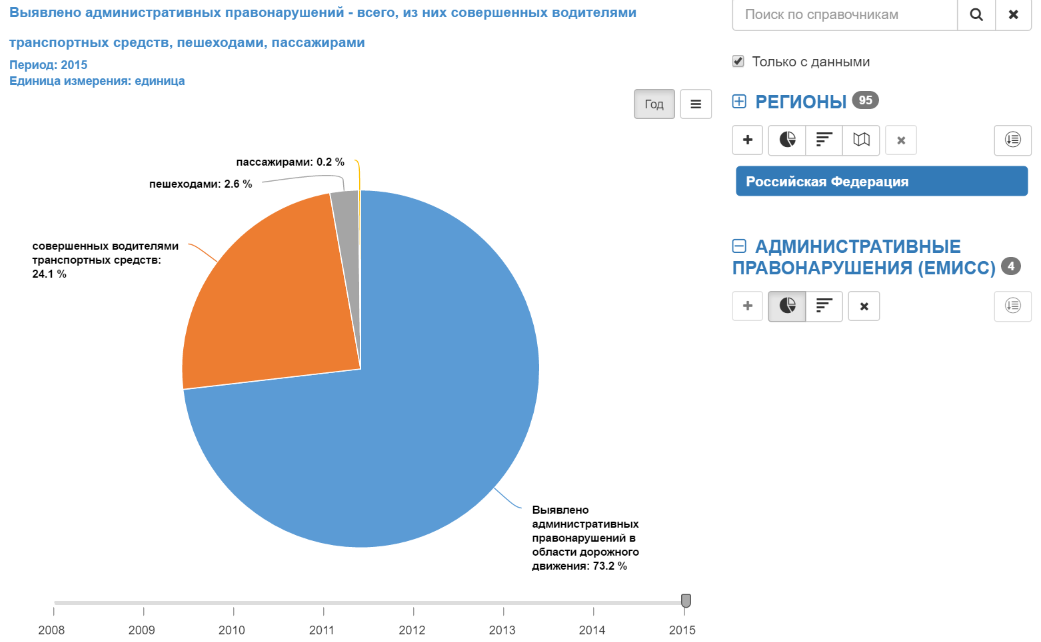 Выявлено административных правонарушений - всего, из них совершенных водителями
транспортных средств, пешеходами, пассажирами
Период: 2015
Единица измерения: единица
Год
пассажирами: 0.2 %
пешеходами: 2.6 %
совершенных водителями
транспортных средств:
24.1 %
Выявлено
административных
правонарушений в
области дорожного
движения: 73.2 %
2008 2009 2010 2011 2012 2013 2014 2015
Поиск по справочникам
Только с данными
РЕГИОНЫ 95
Российская Федерация
АДМИНИСТРАТИВНЫЕ
ПРАВОНАРУШЕНИЯ (ЕМИСС) 4